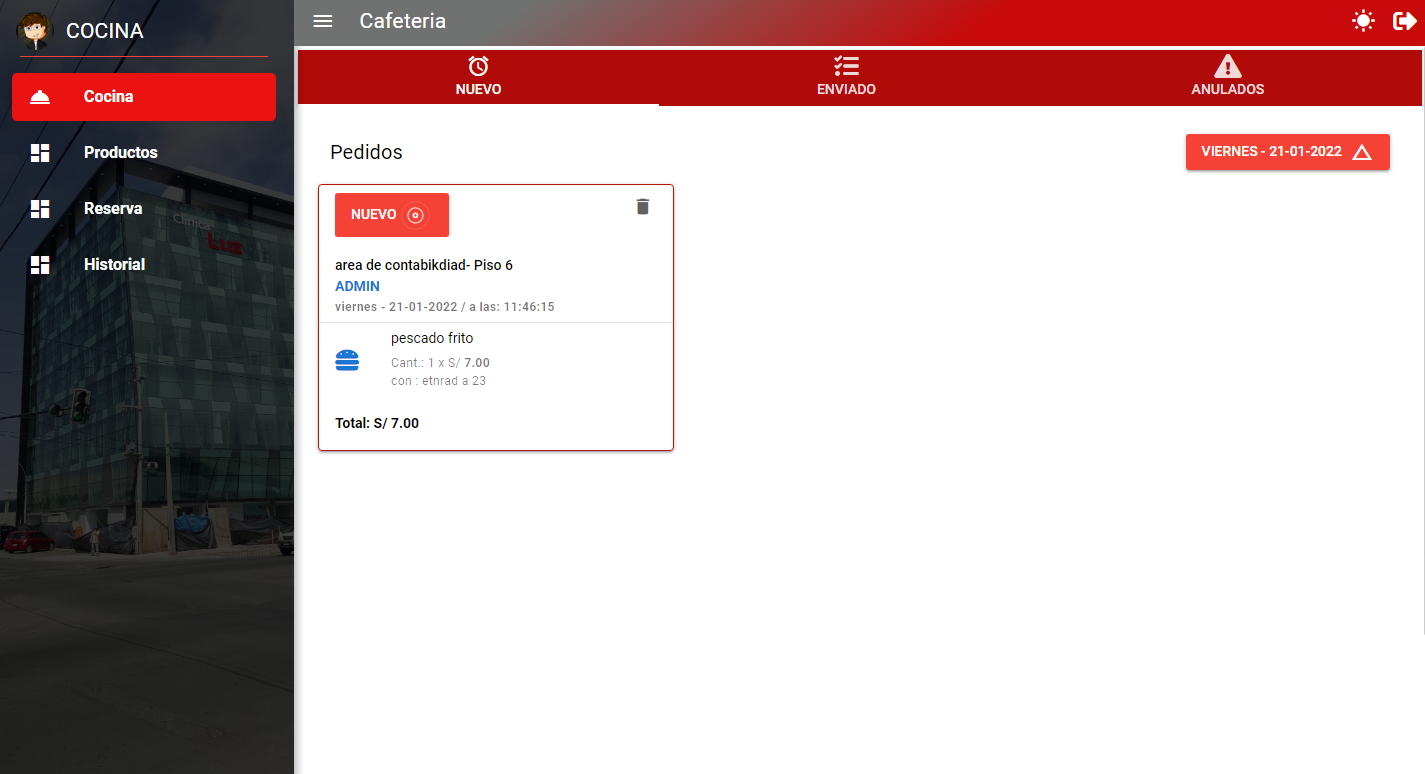 COCINA
Cocina
Productos
Reserva
Historial
Clínica
Luz
Cafeteria
NUEVO
ENVIADO
ANULADOS
Pedidos
VIERNES - 21-01-2022
NUEVO
area de contabikdiad- Piso 6
ADMIN
viernes - 21-01-2022 / a las: 11:46:15
pescado frito
Cant.: 1 x S/ 7.00
con : etnrad a 23
Total: S/ 7.00